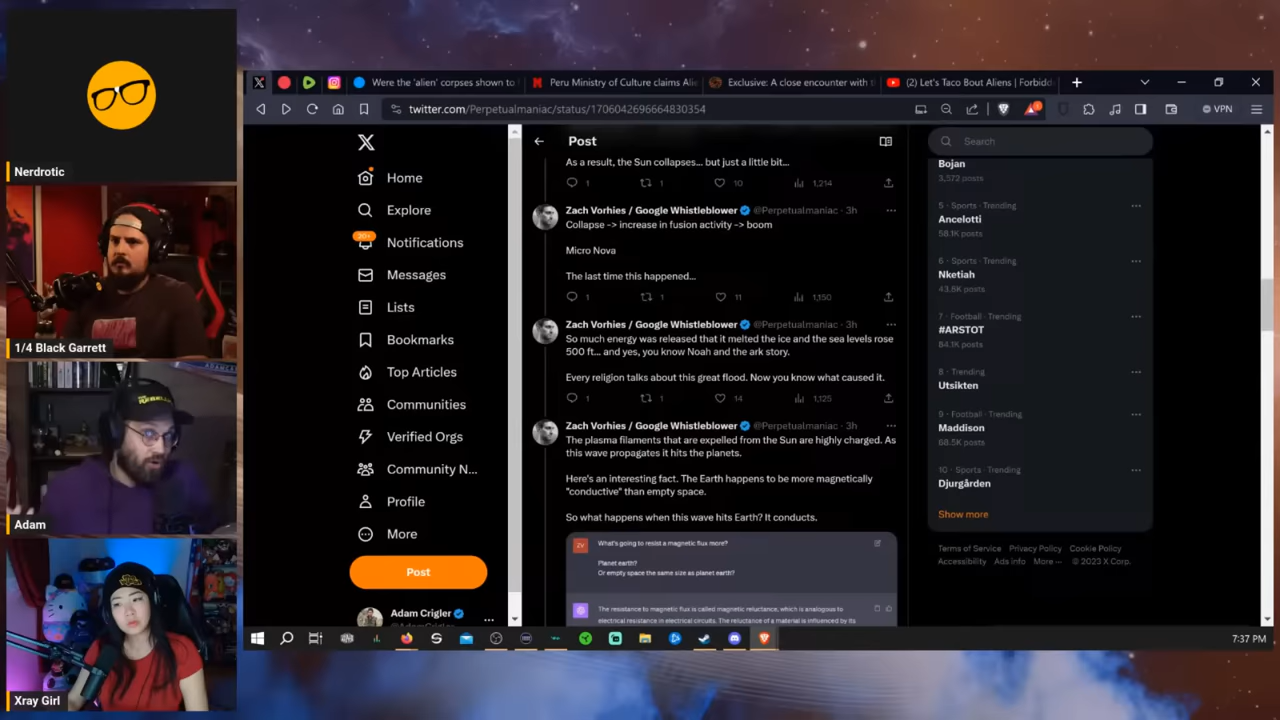 Nerdrotic
1/4 Black Garrett
Adam
Xray Girl
Were the 'alien' corpses shown to
Peru Ministry of Culture claims Alie
Exclusive: A close encounter with t
(2) Let's Taco Bout Aliens | Forbidd
twitter.com/Perpetualmaniac/status/1706042696664830354
VPN
Home
Explore
20+
Notifications
Messages
Lists
Bookmarks
Top Articles
Communities
Verified Orgs
Community N...
Profile
More
Post
Adam Crigler
Post
As a result, the Sun collapses... but just a little bit...
1 1 10 1,214
Zach Vorhies / Google Whistleblower @Perpetualmaniac · 3h
Collapse -> increase in fusion activity -> boom
Micro Nova
The last time this happened...
1 1 11 1,150
Zach Vorhies / Google Whistleblower @Perpetualmaniac · 3h
So much energy was released that it melted the ice and the sea levels rose
500 ft... and yes, you know Noah and the ark story.
Every religion talks about this great flood. Now you know what caused it.
1 1 14 1,125
Zach Vorhies / Google Whistleblower @Perpetualmaniac · 3h
The plasma filaments that are expelled from the Sun are highly charged. As
this wave propagates it hits the planets.
Here's an interesting fact. The Earth happens to be more magnetically
"conductive" than empty space.
So what happens when this wave hits Earth? It conducts.
ZV
What's going to resist a magnetic flux more?
Planet earth?
Or empty space the same size as planet earth?
The resistance to magnetic flux is called magnetic reluctance, which is analogous to
electrical resistance in electrical circuits. The reluctance of a material is influenced by its
Search
Bojan
3,572 posts
5 · Sports · Trending
Ancelotti
58.1K posts
6 · Sports · Trending
Nketiah
43.8K posts
7 · Football · Trending
#ARSTOT
84.1K posts
8 · Trending
Utsikten
9 · Football · Trending
Maddison
68.5K posts
10 · Sports · Trending
Djurgården
Show more
Terms of Service Privacy Policy Cookie Policy
Accessibility Ads info More ··· © 2023 X Corp.
7:37 PM